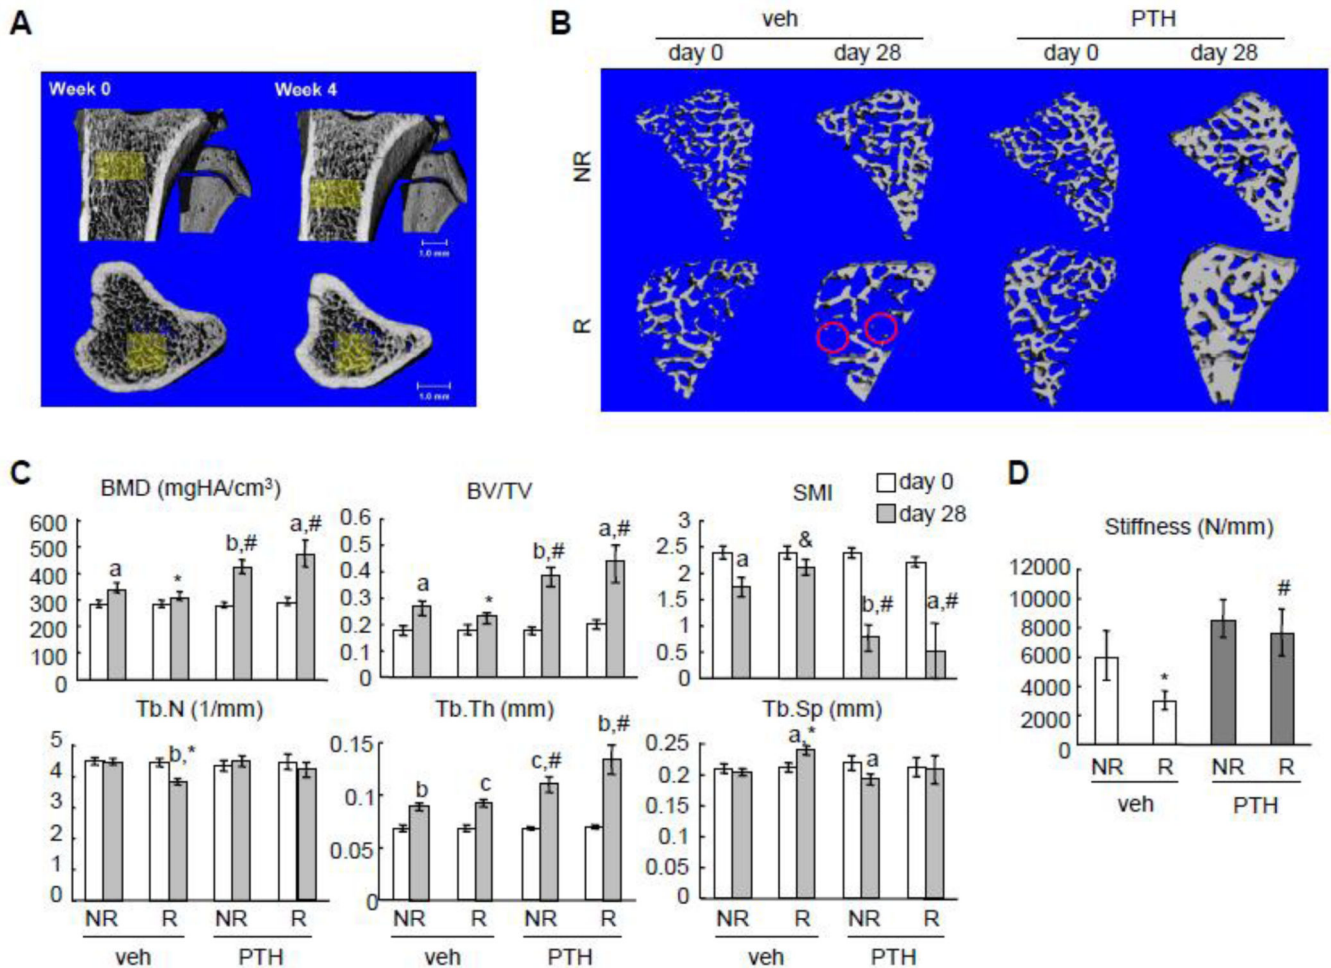 A
Week 0
Week 4
1.0 mm
1.0 mm
B
veh
PTH
day 0
day 28
day 0
day 28
NR
R
C
BMD (mgHA/cm³)
600
500
400
300
200
100
0
a
*
b,#
a,#
BV/TV
0.6
0.5
0.4
0.3
0.2
0.1
0
a
*
b,#
a,#
SMI
3
2.5
2
1.5
1
0.5
0
a
&
b,#
a,#
day 0
day 28
Tb.N (1/mm)
5
4
3
2
1
0
b,*
NR
R
NR
R
veh
PTH
Tb.Th (mm)
0.15
0.1
0.05
0
b
c
c,#
b,#
NR
R
NR
R
veh
PTH
Tb.Sp (mm)
0.25
0.2
0.15
0.1
0.05
0
a,*
a
NR
R
NR
R
veh
PTH
D
Stiffness (N/mm)
12000
10000
8000
6000
4000
2000
0
*
#
NR
R
NR
R
veh
PTH